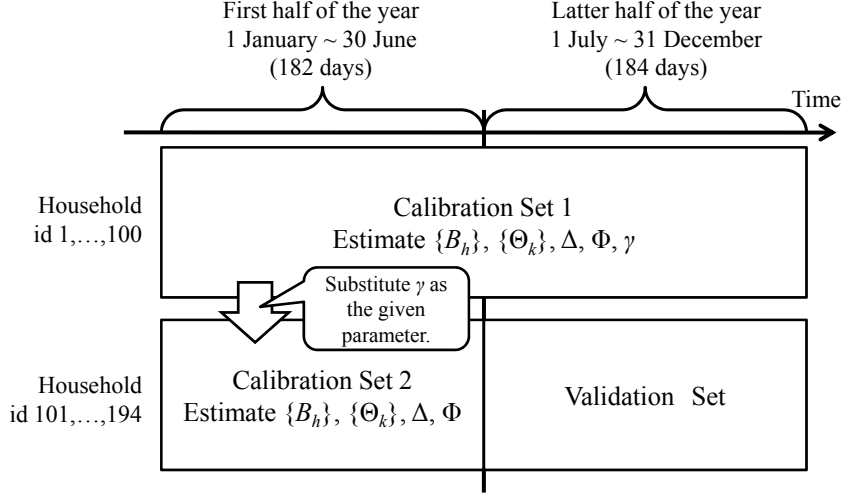 First half of the year
1 January ~ 30 June
(182 days)
Latter half of the year
1 July ~ 31 December
(184 days)
Time
Household
id 1,…,100
Calibration Set 1
Estimate {B_h}, {Θ_k}, Δ, Φ, γ
Substitute γ as
the given
parameter.
Household
id 101,…,194
Calibration Set 2
Estimate {B_h}, {Θ_k}, Δ, Φ
Validation Set